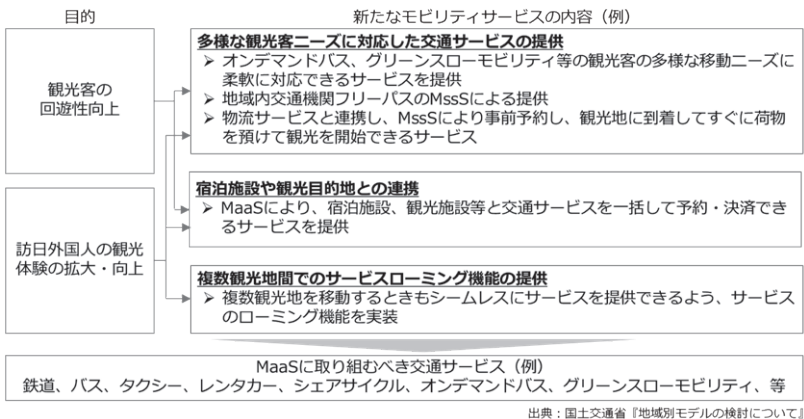 目的
新たなモビリティサービスの内容（例）
観光客の
回遊性向上
多様な観光客ニーズに対応した交通サービスの提供
➢ オンデマンドバス、グリーンスローモビリティ等の観光客の多様な移動ニーズに
柔軟に対応できるサービスを提供
➢ 地域内交通機関フリーパスのMssSによる提供
➢ 物流サービスと連携し、MssSにより事前予約し、観光地に到着してすぐに荷物
を預けて観光を開始できるサービス
訪日外国人の観光
体験の拡大・向上
宿泊施設や観光目的地との連携
➢ MaaSにより、宿泊施設、観光施設等と交通サービスを一括して予約・決済でき
るサービスを提供
複数観光地間でのサービスローミング機能の提供
➢ 複数観光地を移動するときもシームレスにサービスを提供できるよう、サービス
のローミング機能を実装
MaaSに取り組むべき交通サービス（例）
鉄道、バス、タクシー、レンタカー、シェアサイクル、オンデマンドバス、グリーンスローモビリティ、等
出典：国土交通省『地域別モデルの検討について』